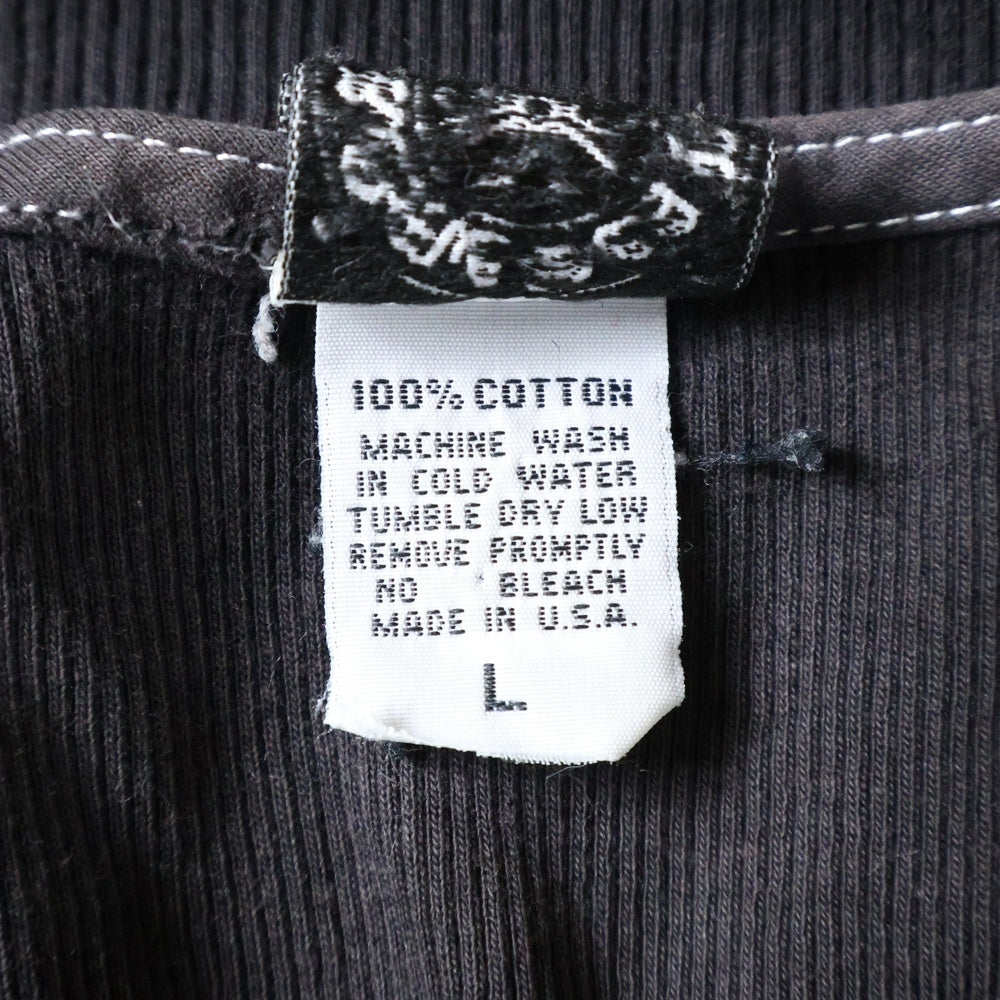 100% COTTON
MACHINE WASH
IN COLD WATER
TUMBLE DRY LOW
REMOVE PROMPTLY
NO BLEACH
MADE IN U.S.A.
L